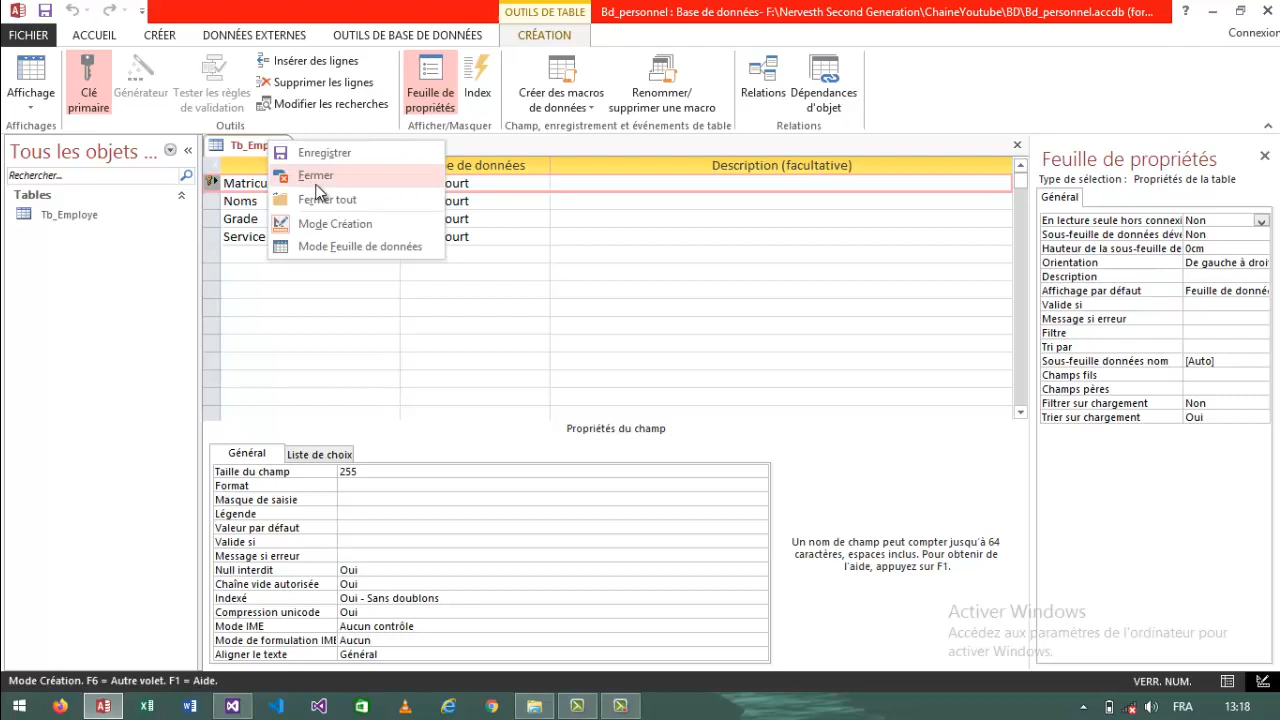 OUTILS DE TABLE
Bd_personnel : Base de données- F:\Nervesth Second Generation\ChaineYoutube\BD\Bd_personnel.accdb (for...
FICHIER
ACCUEIL
CRÉER
DONNÉES EXTERNES
OUTILS DE BASE DE DONNÉES
CRÉATION
Connexion
Affichage
Clé primaire
Générateur
Tester les règles de validation
Insérer des lignes
Supprimer les lignes
Modifier les recherches
Feuille de propriétés
Index
Créer des macros de données
Renommer/ supprimer une macro
Relations
Dépendances d'objet
Affichages
Outils
Afficher/Masquer
Champ, enregistrement et événements de table
Relations
Tous les objets ...
Rechercher...
Tables
Tb_Employe
Tb_Emp
Enregistrer
Fermer
Fermer tout
Mode Création
Mode Feuille de données
e de données
Description (facultative)
Matricu
ourt
Noms
ourt
Grade
ourt
Service
ourt
Propriétés du champ
Général
Liste de choix
Taille du champ 255
Format
Masque de saisie
Légende
Valeur par défaut
Valide si
Message si erreur
Null interdit Oui
Chaîne vide autorisée Oui
Indexé Oui - Sans doublons
Compression unicode Oui
Mode IME Aucun contrôle
Mode de formulation IME Aucun
Aligner le texte Général
Un nom de champ peut compter jusqu'à 64
caractères, espaces inclus. Pour obtenir de
l'aide, appuyez sur F1.
Feuille de propriétés
Type de sélection : Propriétés de la table
Général
En lecture seule hors connexi Non
Sous-feuille de données déve Non
Hauteur de la sous-feuille de 0cm
Orientation De gauche à droi
Description
Affichage par défaut Feuille de donné
Valide si
Message si erreur
Filtre
Tri par
Sous-feuille données nom [Auto]
Champs fils
Champs pères
Filtrer sur chargement Non
Trier sur chargement Oui
Activer Windows
Accédez aux paramètres de l'ordinateur pour
activer Windows.
Mode Création. F6 = Autre volet. F1 = Aide.
VERR. NUM.
FRA
13:18